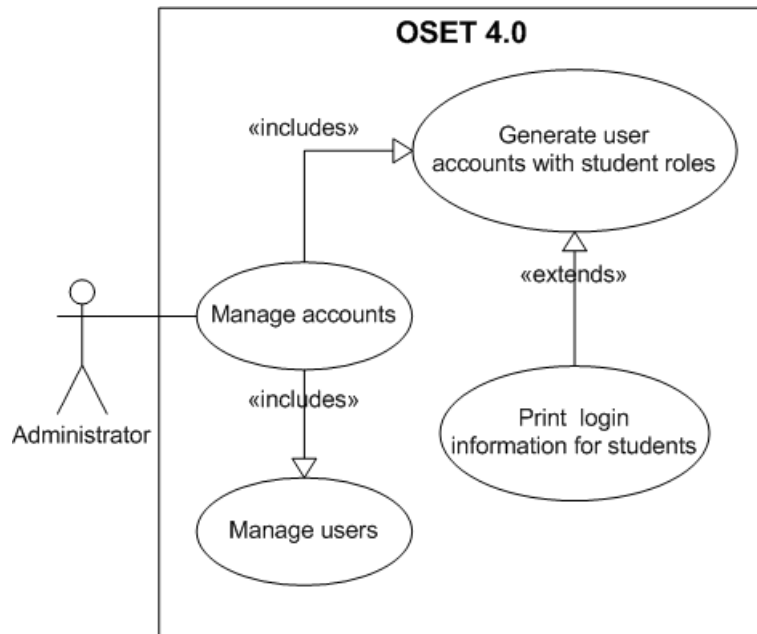 OSET 4.0
«includes»
Generate user
accounts with student roles
«extends»
Manage accounts
Administrator
«includes»
Print login
information for students
Manage users